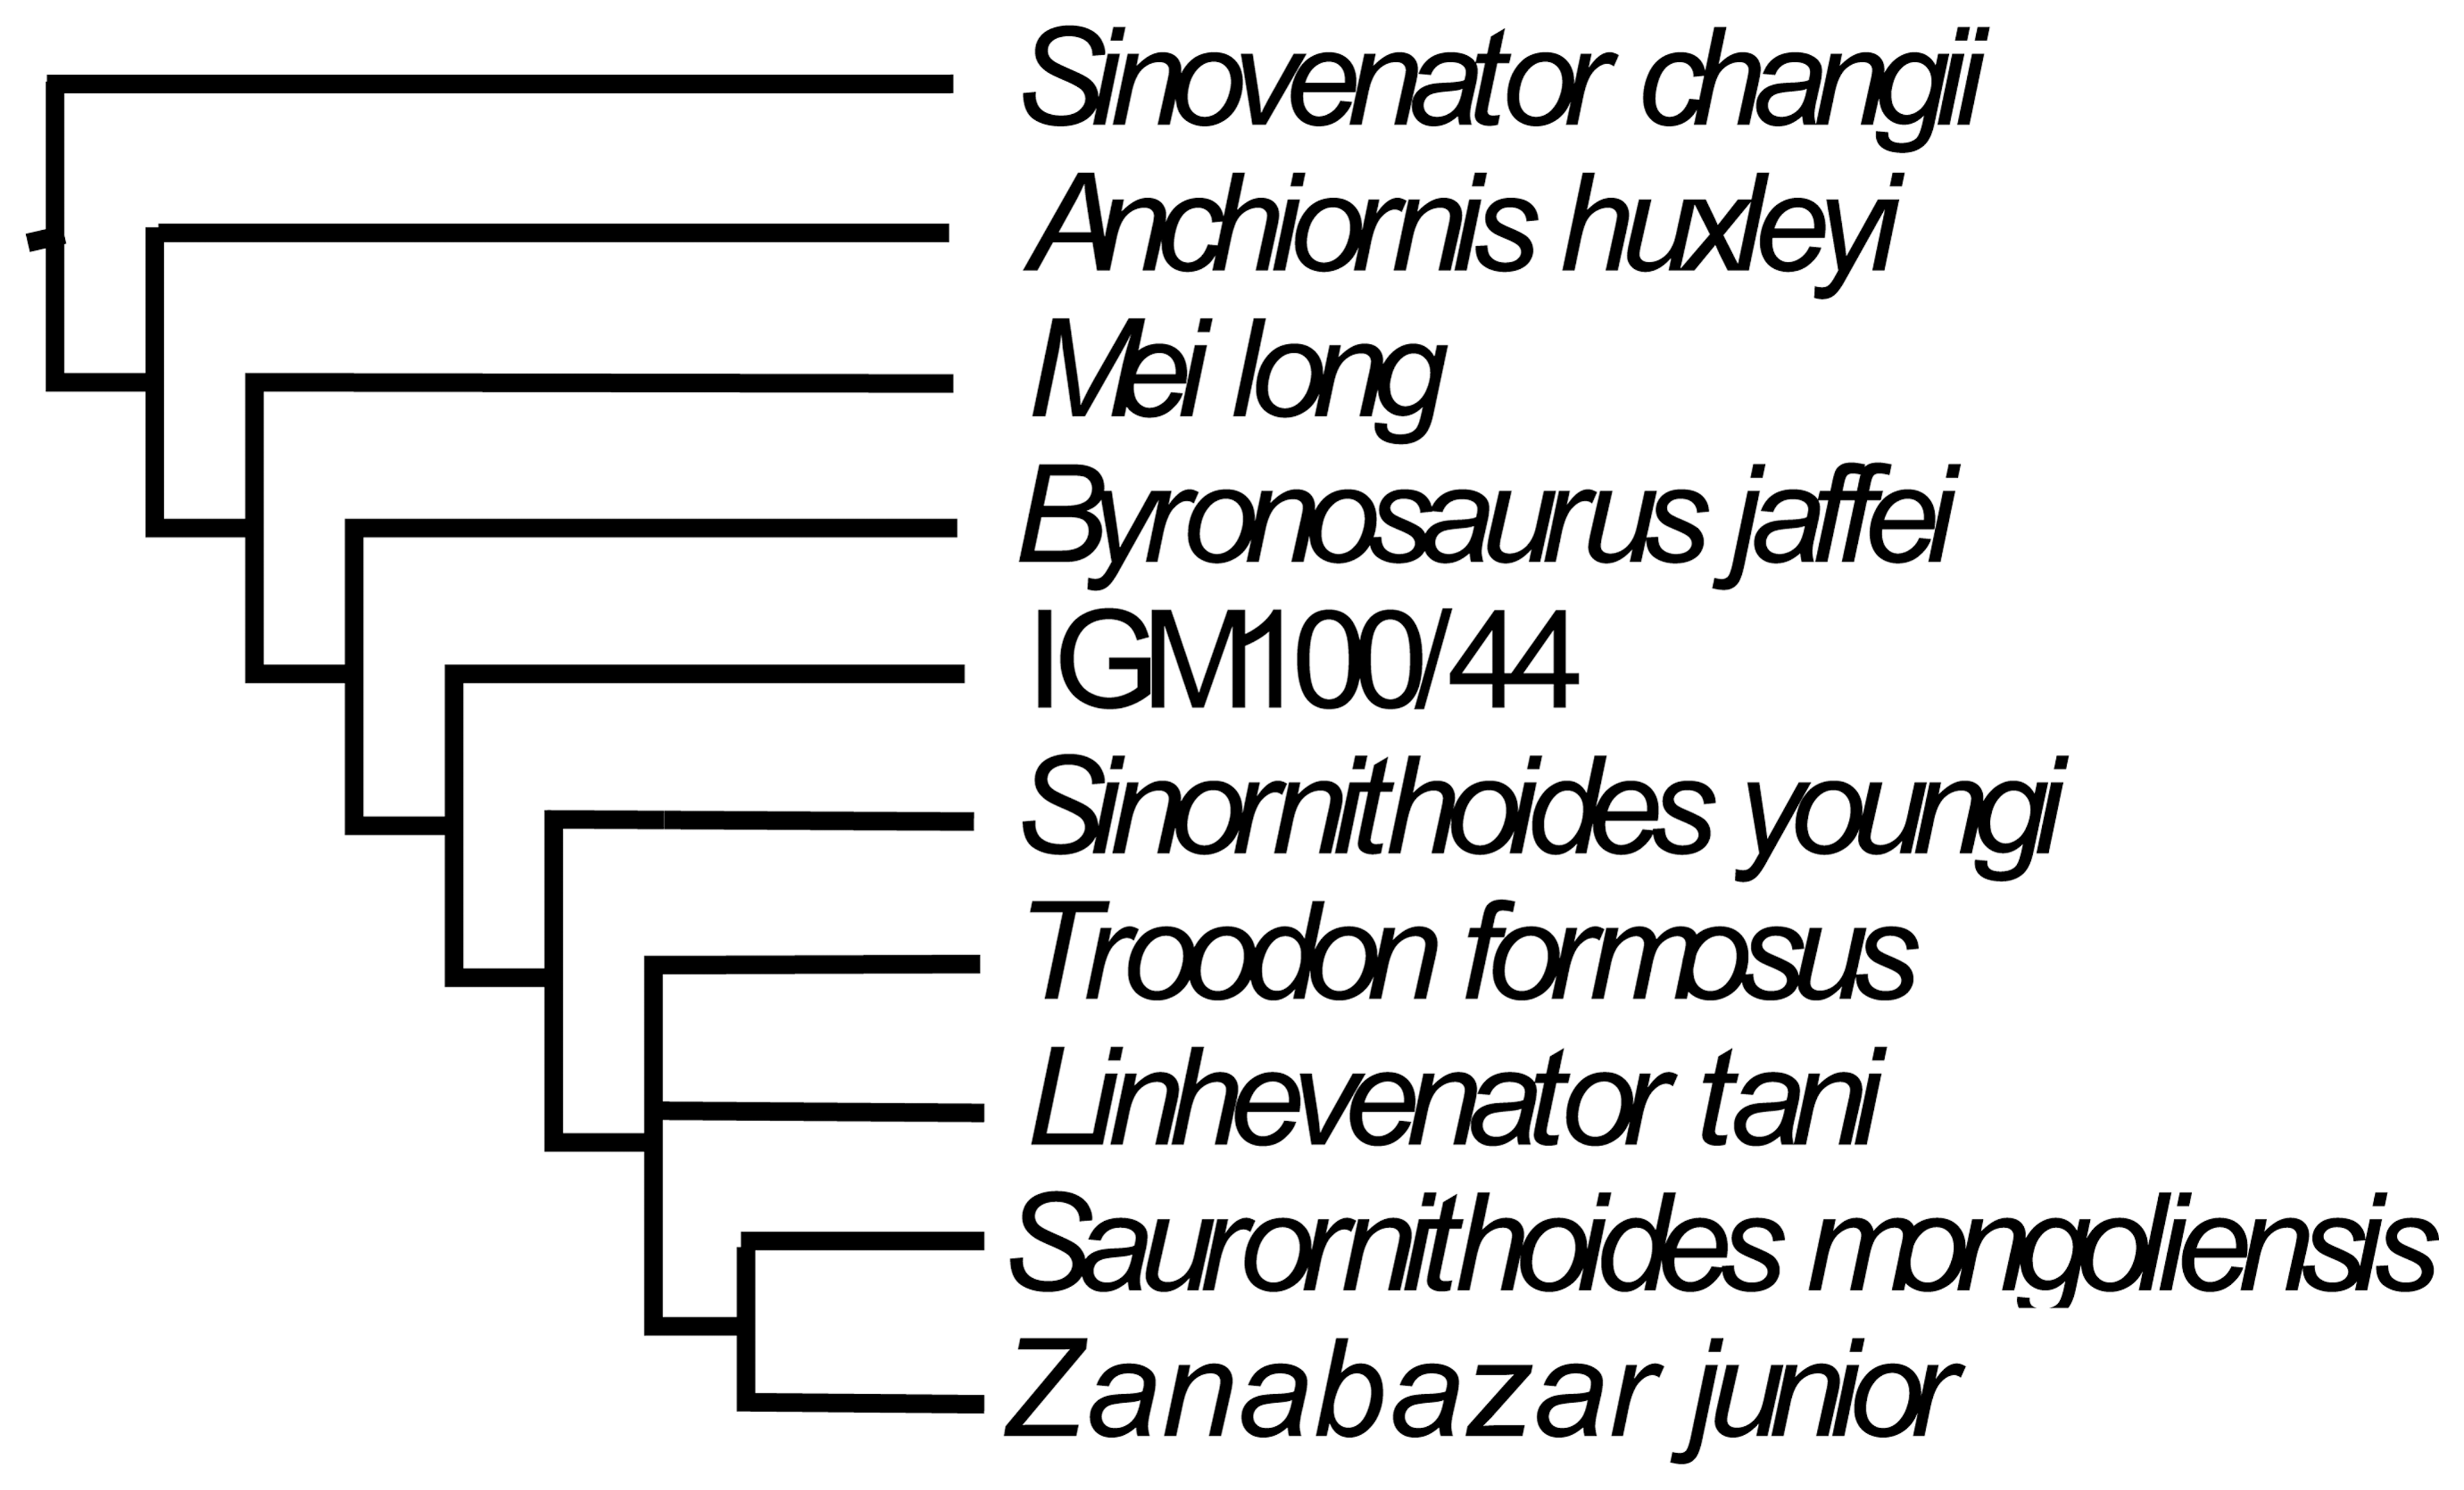 Sinovenator changii
Anchiornis huxleyi
Mei long
Byronosaurus jaffei
IGM100/44
Sinornithoides youngi
Troodon formosus
Linhevenator tani
Saurornithoides mongoliensis
Zanabazar junior